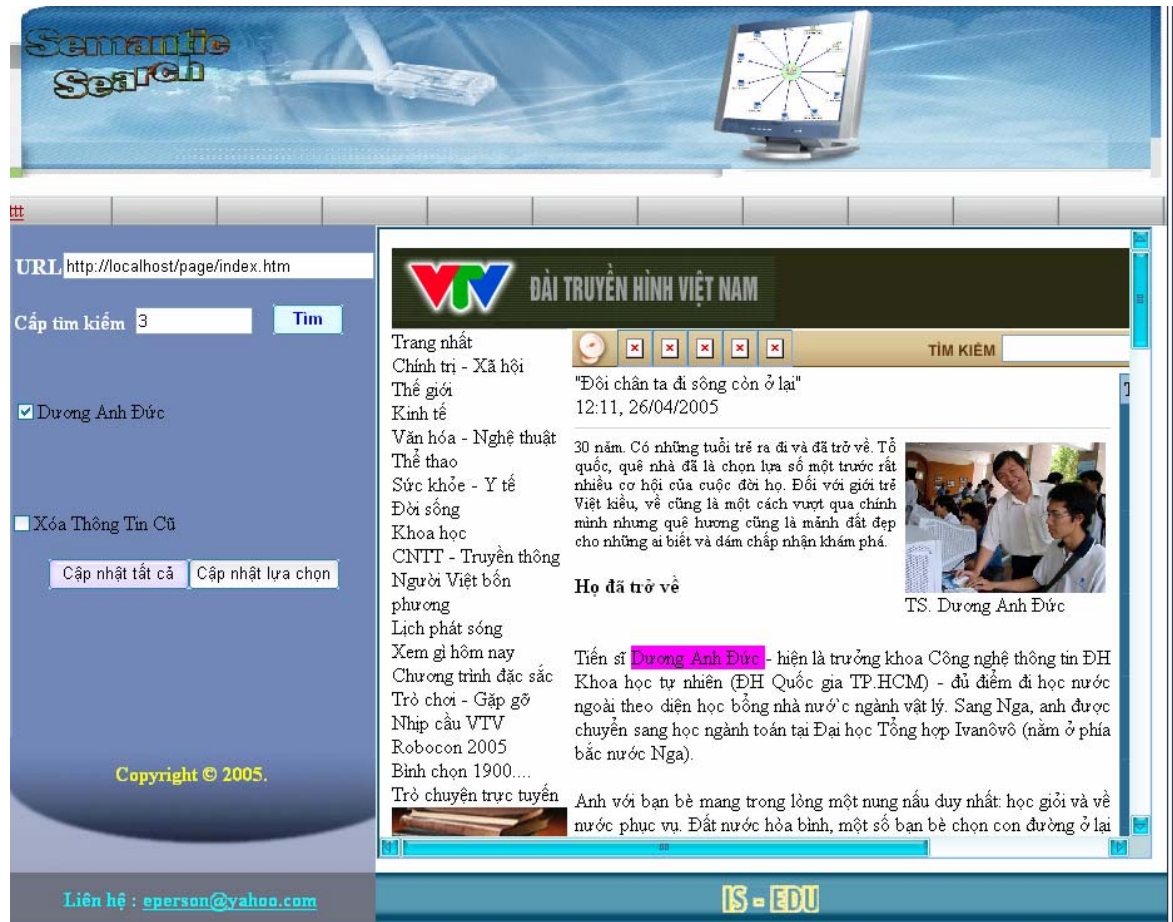 Semantic
Search
ttt
URL http://localhost/page/index.htm
Cấp tìm kiếm 3 Tìm
Dương Anh Đức
Xóa Thông Tin Cũ
Cập nhật tất cả Cập nhật lựa chọn
Copyright © 2005.
Liên hệ : eperson@yahoo.com
VTV ĐÀI TRUYỀN HÌNH VIỆT NAM
Trang nhất
Chính trị - Xã hội
Thế giới
Kinh tế
Văn hóa - Nghệ thuật
Thể thao
Sức khỏe - Y tế
Đời sống
Khoa học
CNTT - Truyền thông
Người Việt bốn
phương
Lịch phát sóng
Xem gì hôm nay
Chương trình đặc sắc
Trò chơi - Gặp gỡ
Nhịp cầu VTV
Robocon 2005
Bình chọn 1900....
Trò chuyện trực tuyến
TÌM KIẾM
"Đôi chân ta đi sông còn ở lại"
12:11, 26/04/2005
30 năm. Có những tuổi trẻ ra đi và đã trở về. Tổ
quốc, quê nhà đã là chọn lựa số một trước rất
nhiều cơ hội của cuộc đời họ. Đối với giới trẻ
Việt kiều, về cũng là một cách vượt qua chính
mình nhưng quê hương cũng là mảnh đất đẹp
cho những ai biết và dám chấp nhận khám phá.
Họ đã trở về
TS. Dương Anh Đức
Tiến sĩ Dương Anh Đức - hiện là trưởng khoa Công nghệ thông tin ĐH
Khoa học tự nhiên (ĐH Quốc gia TP.HCM) - đủ điểm đi học nước
ngoài theo diện học bổng nhà nướ`c ngành vật lý. Sang Nga, anh được
chuyển sang học ngành toán tại Đại học Tổng hợp Ivanôvô (nằm ở phía
bắc nước Nga).
Anh với bạn bè mang trong lòng một nung nấu duy nhất: học giỏi và về
nước phục vụ. Đất nước hòa bình, một số bạn bè chọn con đường ở lại
IS - EDU